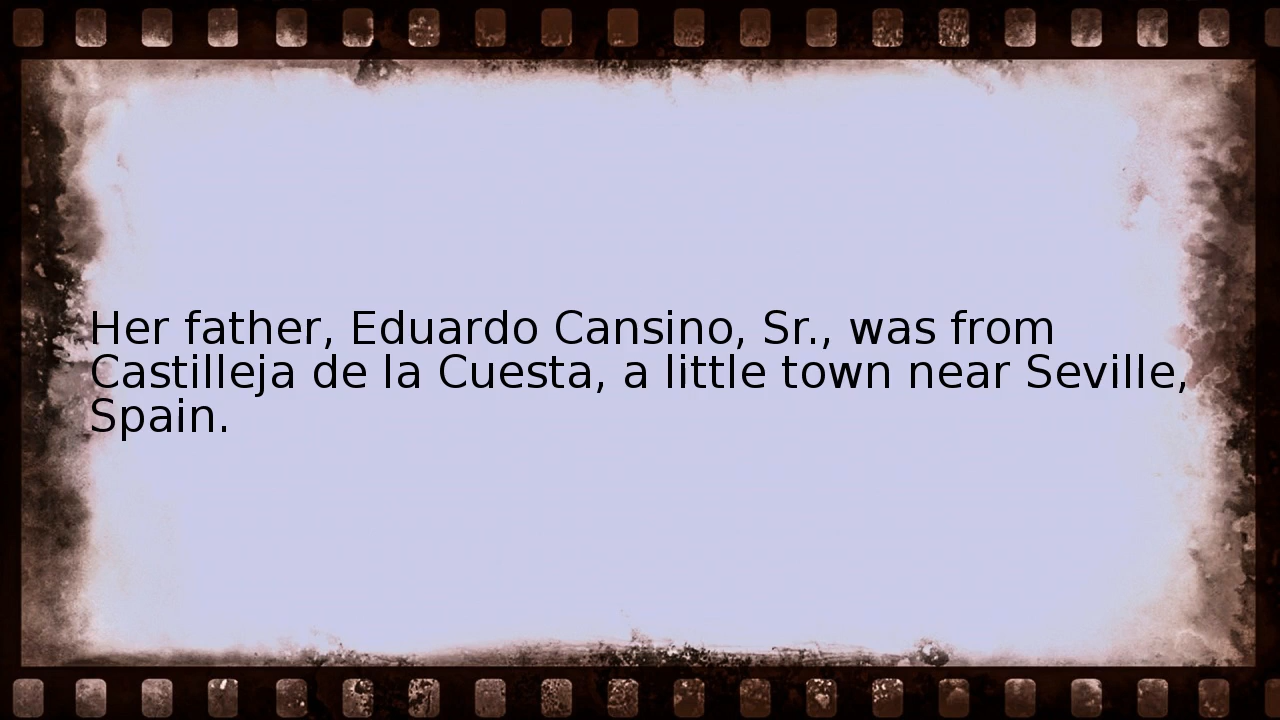 Her father, Eduardo Cansino, Sr., was from
Castilleja de la Cuesta, a little town near Seville,
Spain.